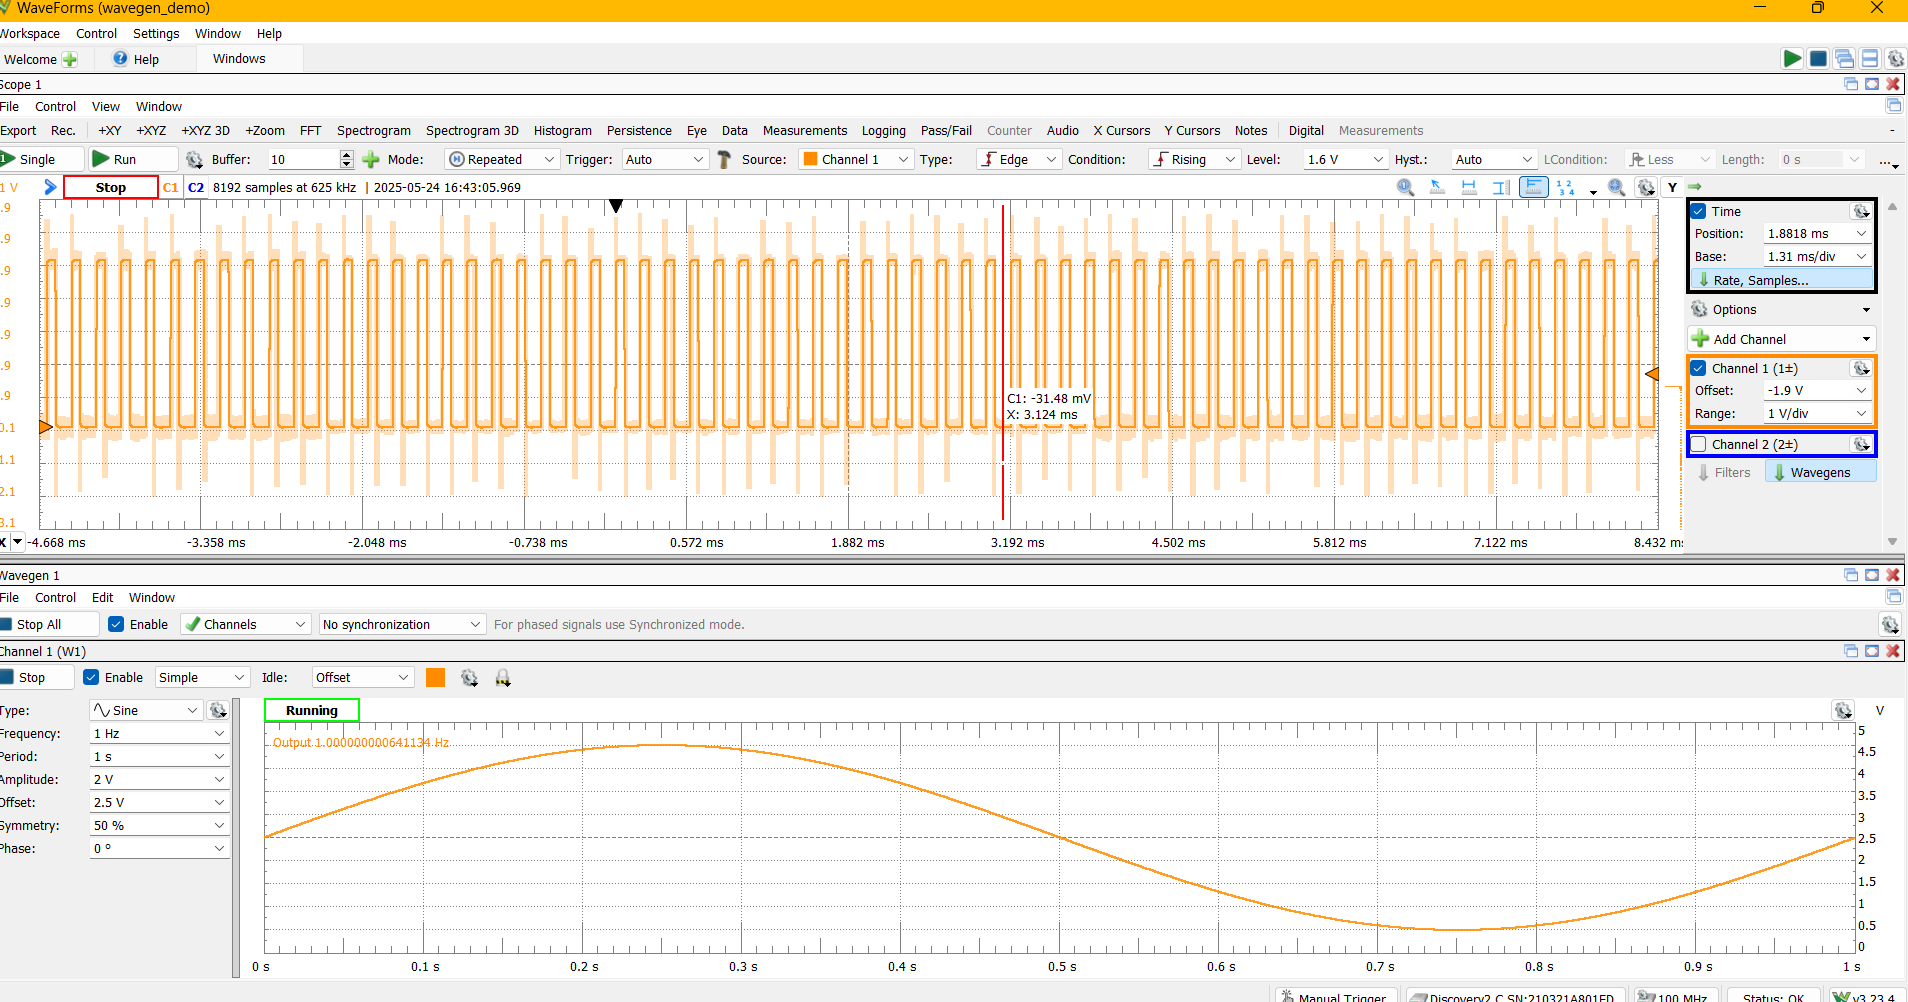 WaveForms (wavegen_demo)
Workspace Control Settings Window Help
Welcome Help Windows
Scope 1
File Control View Window
Export Rec. +XY +XYZ +XYZ 3D +Zoom FFT Spectrogram Spectrogram 3D Histogram Persistence Eye Data Measurements Logging Pass/Fail Counter Audio X Cursors Y Cursors Notes Digital Measurements
Single Run Buffer: 10 Mode: Repeated Trigger: Auto Source: Channel 1 Type: Edge Condition: Rising Level: 1.6 V Hyst.: Auto LCondition: Less Length: 0 s ...
1 V Stop C1 C2 8192 samples at 625 kHz | 2025-05-24 16:43:05.969 Y
.9
.9
.9
.9
.9
.9
.9
0.1
1.1
2.1
3.1
C1: -31.48 mV
X: 3.124 ms
X -4.668 ms -3.358 ms -2.048 ms -0.738 ms 0.572 ms 1.882 ms 3.192 ms 4.502 ms 5.812 ms 7.122 ms 8.432 ms
Time
Position: 1.8818 ms
Base: 1.31 ms/div
Rate, Samples...
Options
Add Channel
Channel 1 (1±)
Offset: -1.9 V
Range: 1 V/div
Channel 2 (2±)
Filters Wavegens
Wavegen 1
File Control Edit Window
Stop All Enable Channels No synchronization For phased signals use Synchronized mode.
Channel 1 (W1)
Stop Enable Simple Idle: Offset
Type: Sine
Frequency: 1 Hz
Period: 1 s
Amplitude: 2 V
Offset: 2.5 V
Symmetry: 50 %
Phase: 0 º
Running V
Output 1.000000000641134 Hz
5
4.5
4
3.5
3
2.5
2
1.5
1
0.5
0
0 s 0.1 s 0.2 s 0.3 s 0.4 s 0.5 s 0.6 s 0.7 s 0.8 s 0.9 s 1 s
Manual Trigger Discovery2 C SN:210321A801FD 100 MHz Status: OK v3.23.4